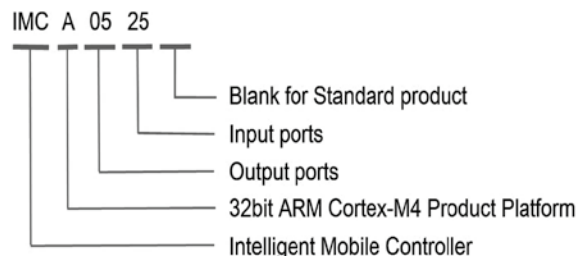 IMC A 05 25
Blank for Standard product
Input ports
Output ports
32bit ARM Cortex-M4 Product Platform
Intelligent Mobile Controller